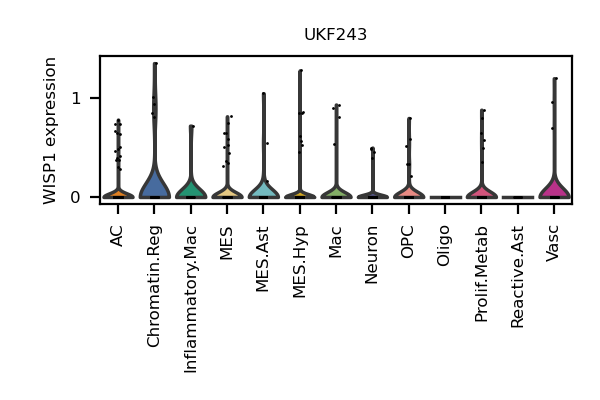 UKF243
WISP1 expression
1
0
AC
Chromatin.Reg
Inflammatory.Mac
MES
MES.Ast
MES.Hyp
Mac
Neuron
OPC
Oligo
Prolif.Metab
Reactive.Ast
Vasc